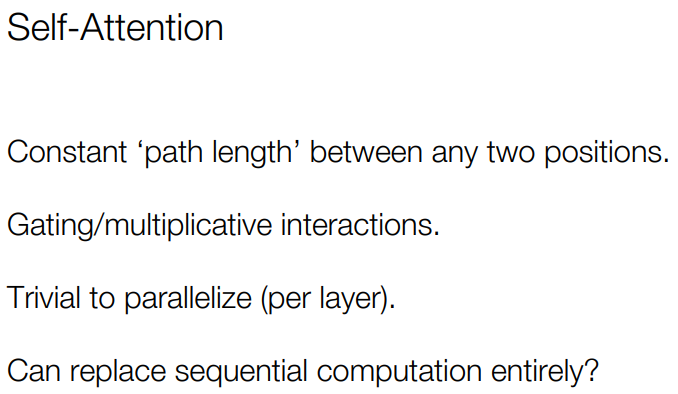 Self-Attention
Constant ‘path length’ between any two positions.
Gating/multiplicative interactions.
Trivial to parallelize (per layer).
Can replace sequential computation entirely?